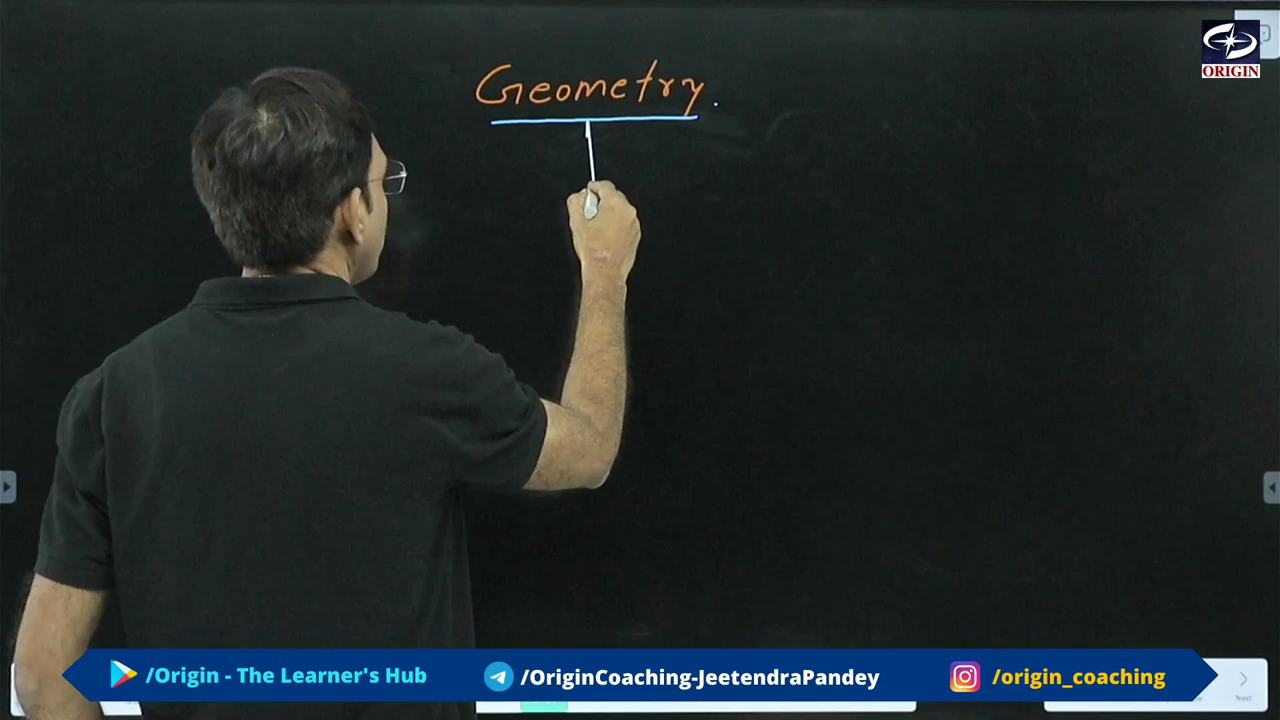 Geometry.
ORIGIN
/Origin - The Learner's Hub
/OriginCoaching-JeetendraPandey
/origin_coaching